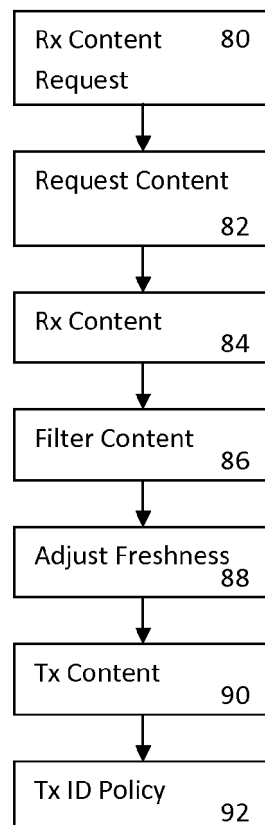 Rx Content 80
Request
Request Content
82
Rx Content
84
Filter Content
86
Adjust Freshness
88
Tx Content
90
Tx ID Policy
92